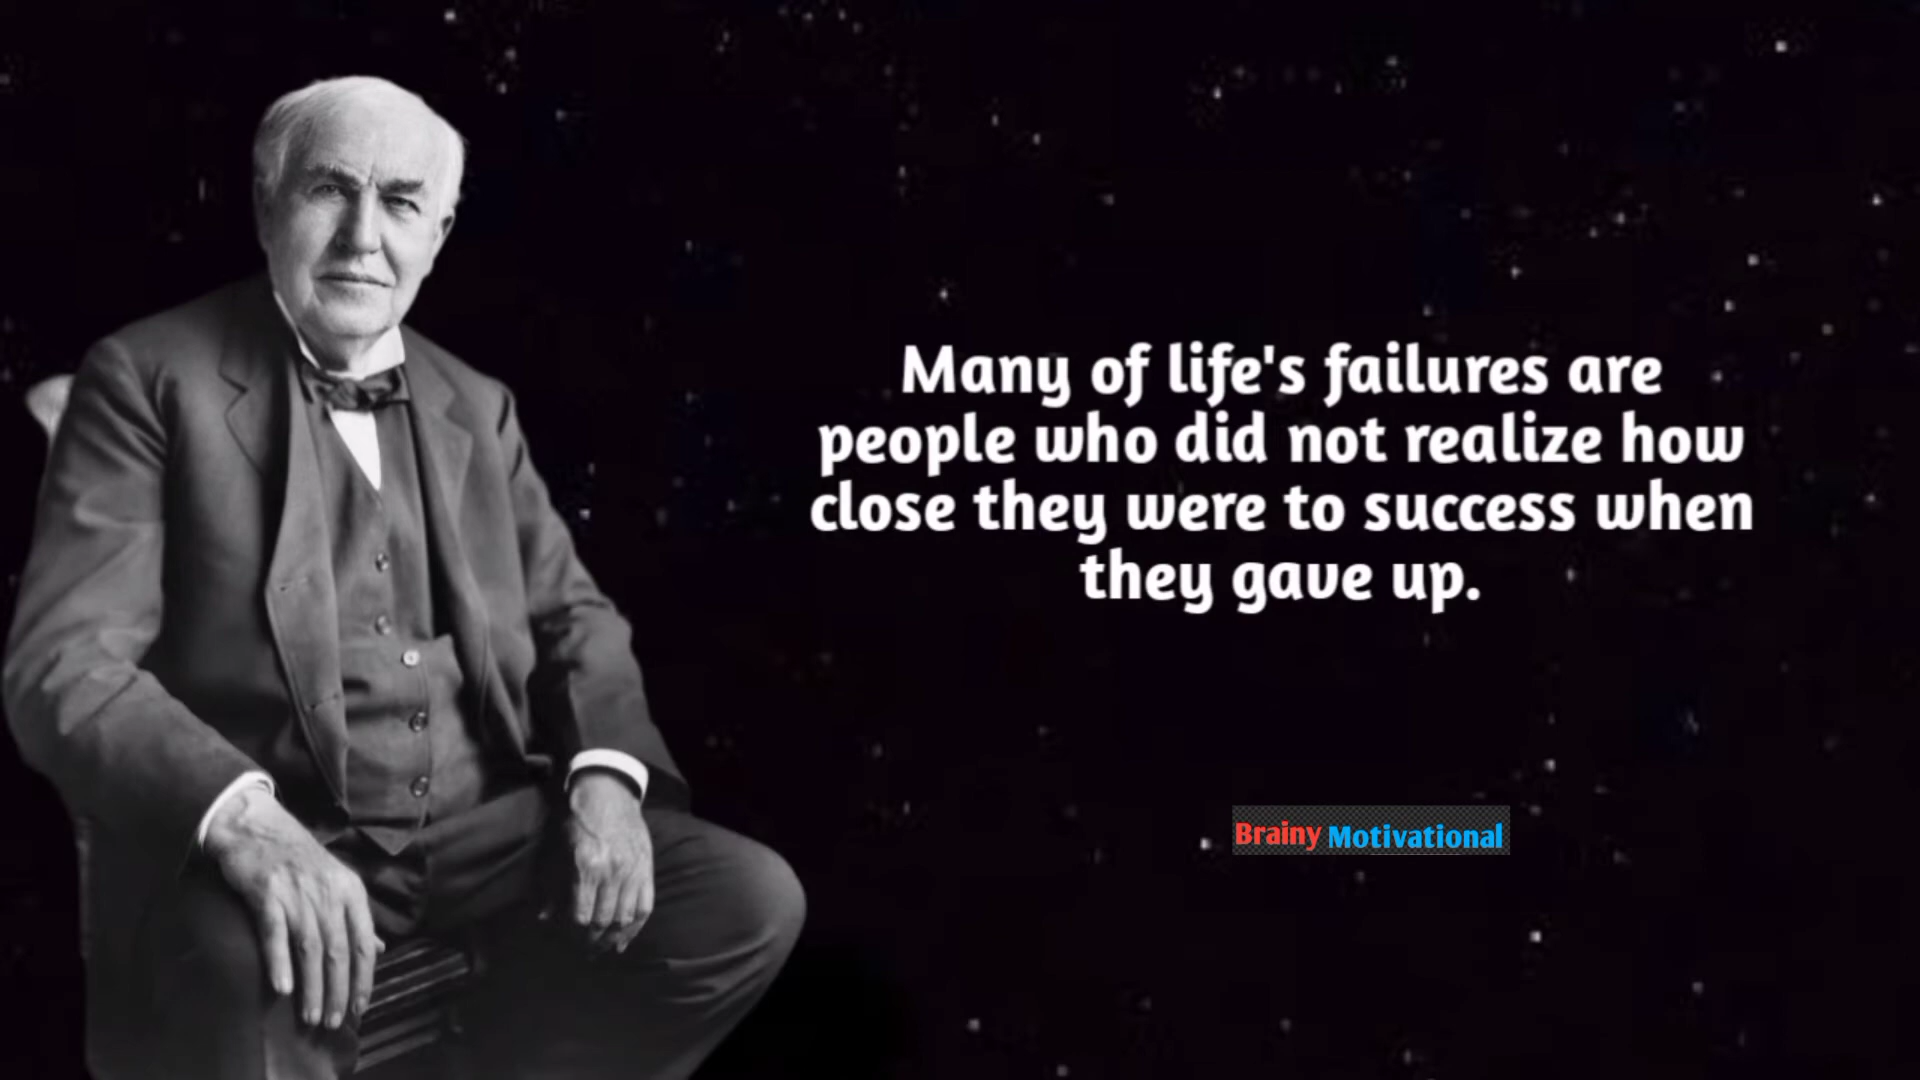 Many of life's failures are
people who did not realize how
close they were to success when
they gave up.
Brainy Motivational